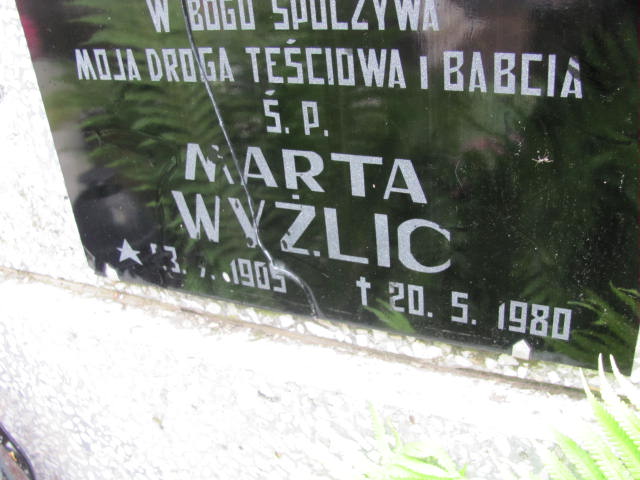 W BOGU SPOCZYWA
MOJA DROGA TEŚCIOWA I BABCIA
Ś. P.
MARTA
WYŻLIC
1905 † 20. 5. 1980